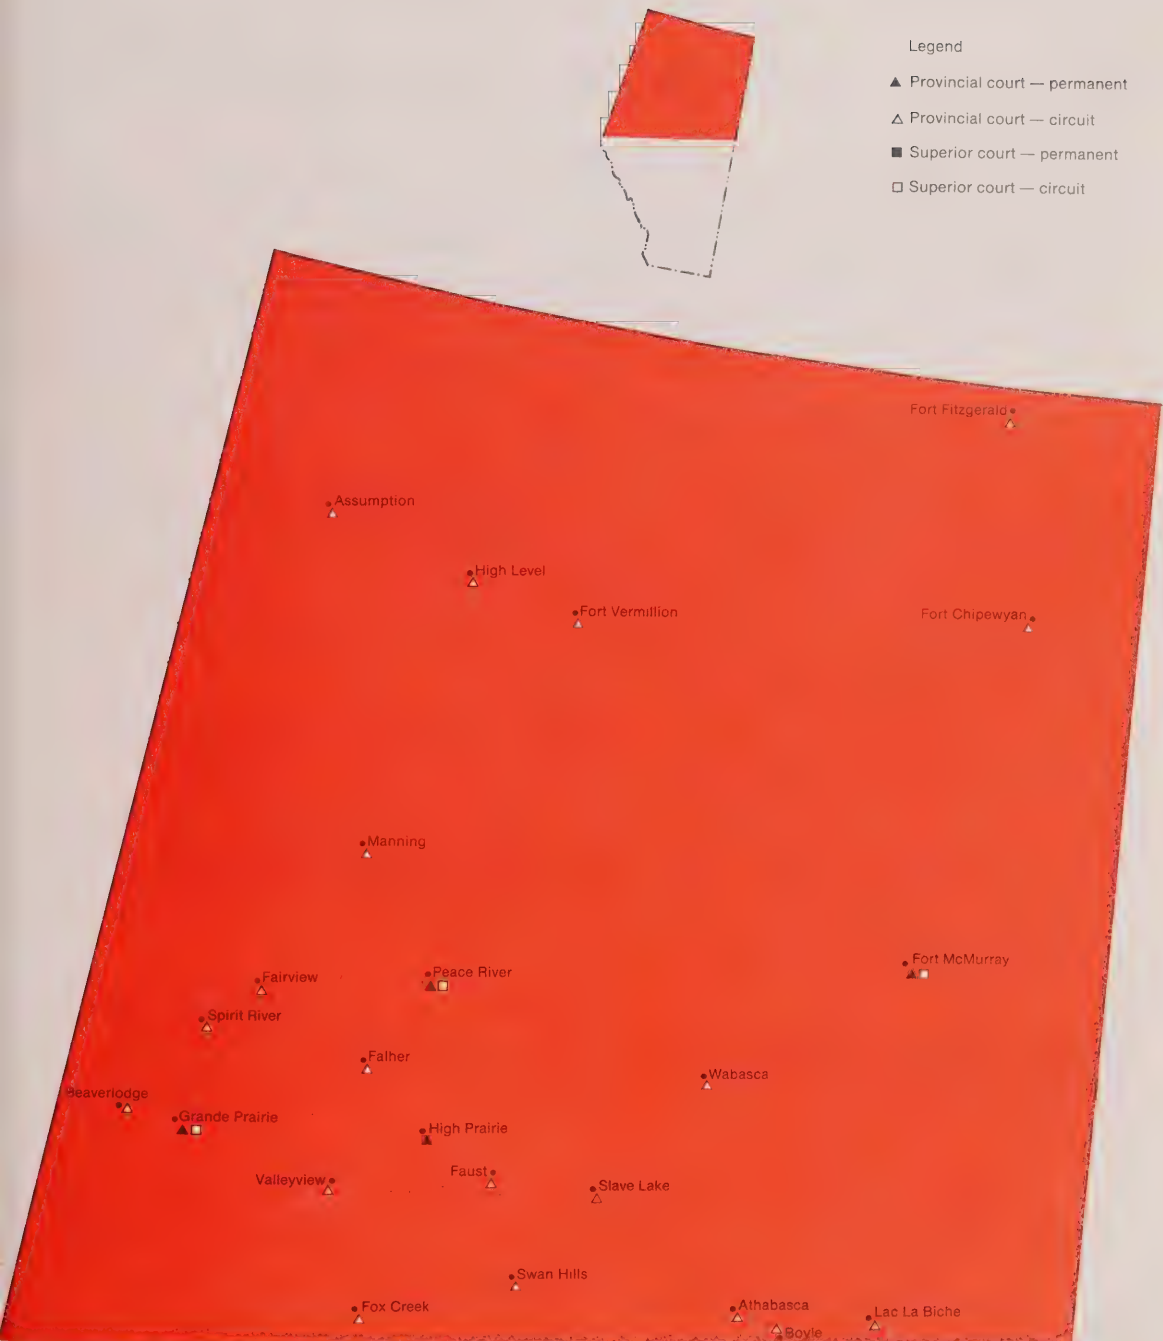 Legend
Provincial court — permanent
Provincial court — circuit
Superior court — permanent
Superior court — circuit
Fort Fitzgerald
Assumption
High Level
Fort Vermillion
Fort Chipewyan
Manning
Fort McMurray
Peace River
Fairview
Spirit River
Falher
Wabasca
Beaverlodge
Grande Prairie
High Prairie
Faust
Valleyview
Slave Lake
Swan Hills
Athabasca
Fox Creek
Lac La Biche
Boyle